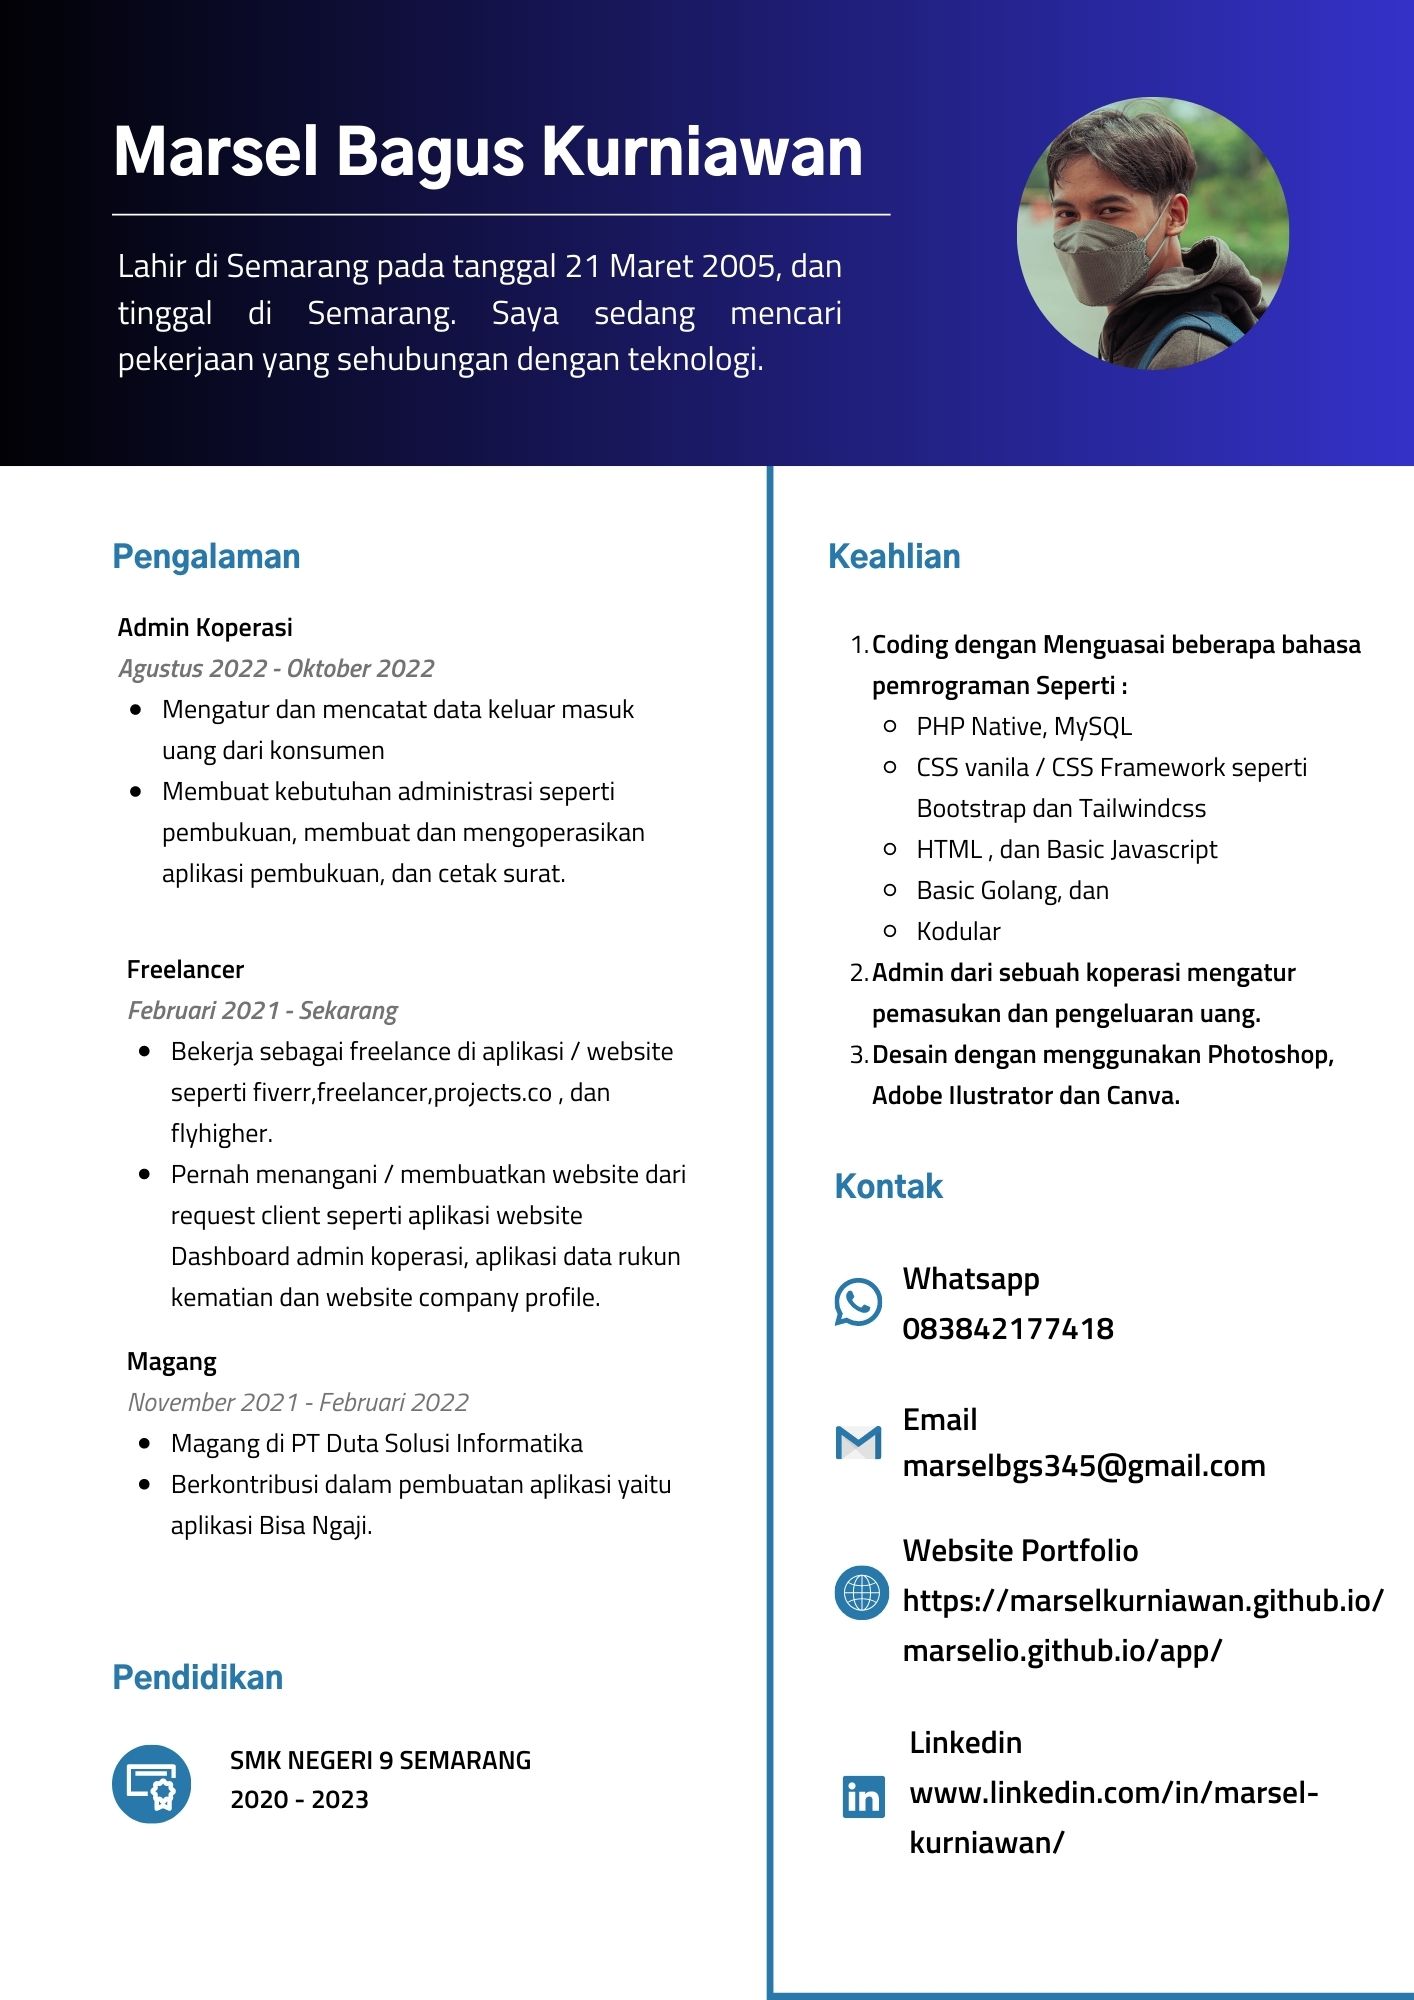 Marsel Bagus Kurniawan
Lahir di Semarang pada tanggal 21 Maret 2005, dan
tinggal di Semarang. Saya sedang mencari
pekerjaan yang sehubungan dengan teknologi.
Pengalaman
Admin Koperasi
Agustus 2022 - Oktober 2022
• Mengatur dan mencatat data keluar masuk
uang dari konsumen
• Membuat kebutuhan administrasi seperti
pembukuan, membuat dan mengoperasikan
aplikasi pembukuan, dan cetak surat.
Freelancer
Februari 2021 - Sekarang
• Bekerja sebagai freelance di aplikasi / website
seperti fiverr,freelancer,projects.co , dan
flyhigher.
• Pernah menangani / membuatkan website dari
request client seperti aplikasi website
Dashboard admin koperasi, aplikasi data rukun
kematian dan website company profile.
Magang
November 2021 - Februari 2022
• Magang di PT Duta Solusi Informatika
• Berkontribusi dalam pembuatan aplikasi yaitu
aplikasi Bisa Ngaji.
Pendidikan
SMK NEGERI 9 SEMARANG
2020 - 2023
Keahlian
1. Coding dengan Menguasai beberapa bahasa
pemrograman Seperti :
○ PHP Native, MySQL
○ CSS vanila / CSS Framework seperti
Bootstrap dan Tailwindcss
○ HTML , dan Basic Javascript
○ Basic Golang, dan
○ Kodular
2. Admin dari sebuah koperasi mengatur
pemasukan dan pengeluaran uang.
3. Desain dengan menggunakan Photoshop,
Adobe Ilustrator dan Canva.
Kontak
Whatsapp
083842177418
Email
marselbgs345@gmail.com
Website Portfolio
https://marselkurniawan.github.io/
marselio.github.io/app/
Linkedin
www.linkedin.com/in/marsel-
kurniawan/